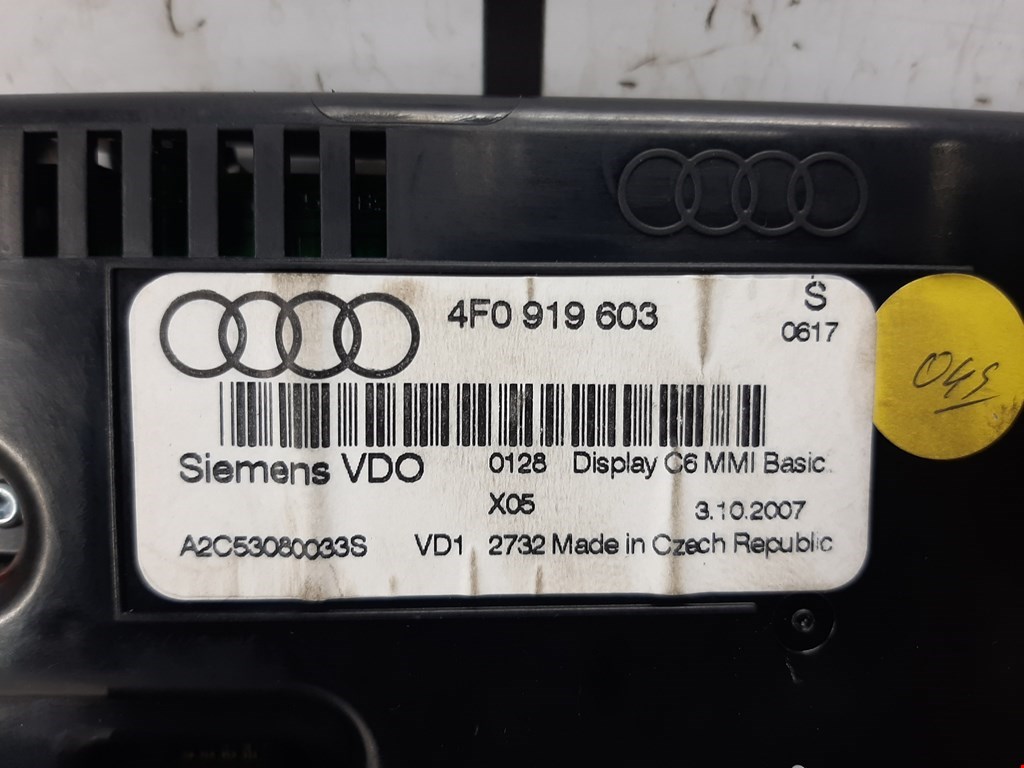 4F0 919 603
S
0617
Siemens VDO 0128 Display C6 MMI Basic
X05 3.10.2007
A2C53080033S VD1 2732 Made in Czech Republic